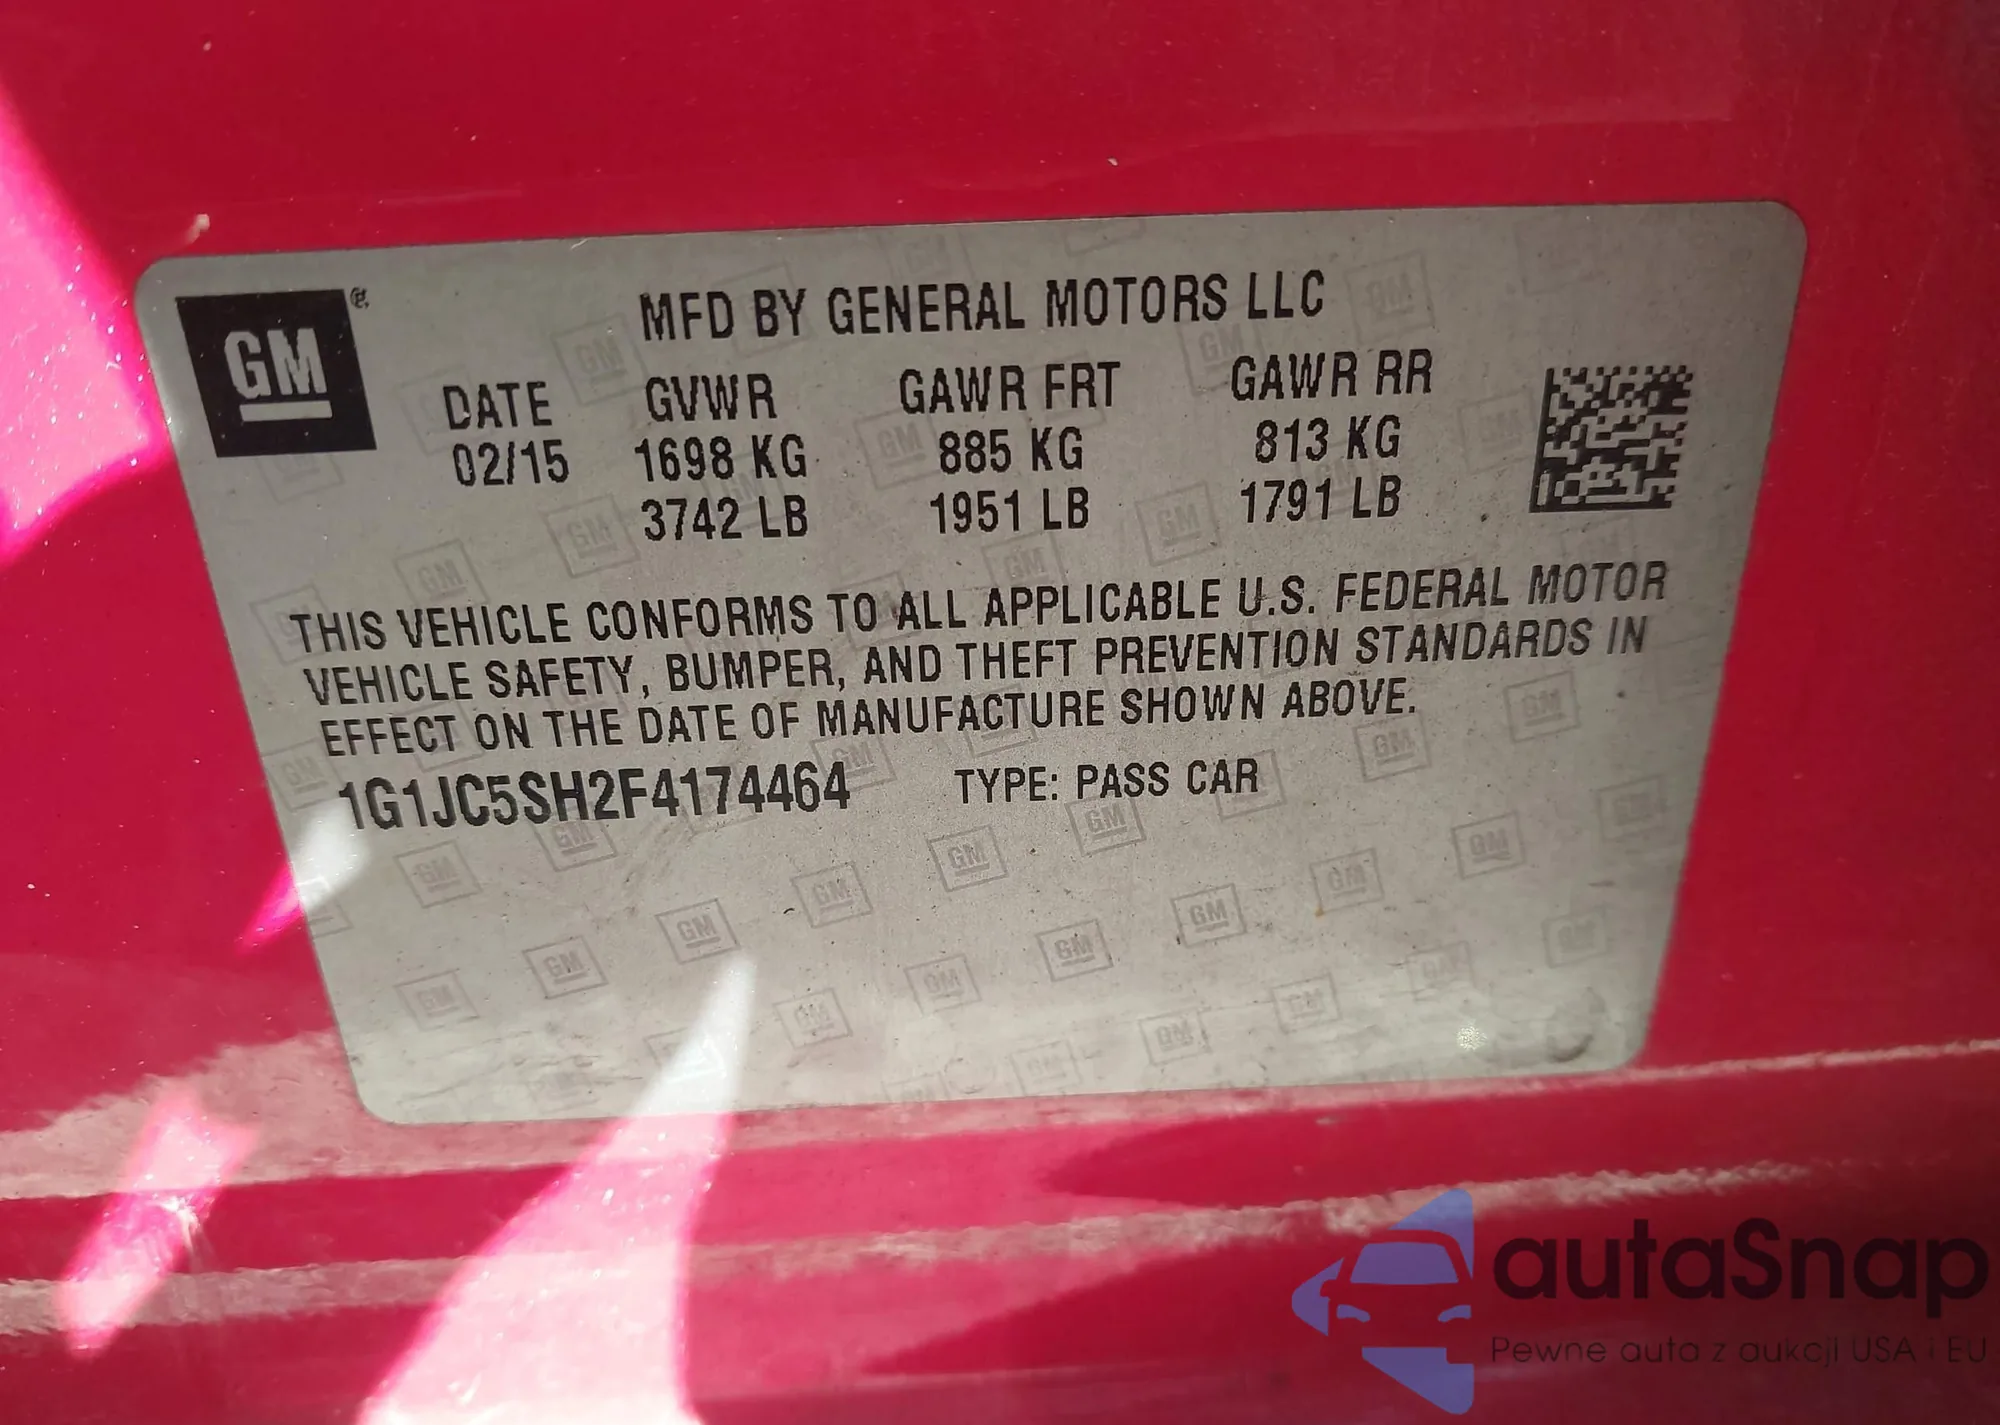 GM
MFD BY GENERAL MOTORS LLC
DATE GVWR GAWR FRT GAWR RR
02/15 1698 KG 885 KG 813 KG
3742 LB 1951 LB 1791 LB
THIS VEHICLE CONFORMS TO ALL APPLICABLE U.S. FEDERAL MOTOR
VEHICLE SAFETY, BUMPER, AND THEFT PREVENTION STANDARDS IN
EFFECT ON THE DATE OF MANUFACTURE SHOWN ABOVE.
1G1JC5SH2F4174464 TYPE: PASS CAR
autaSnap
Pewne auta z aukcji USA i EU